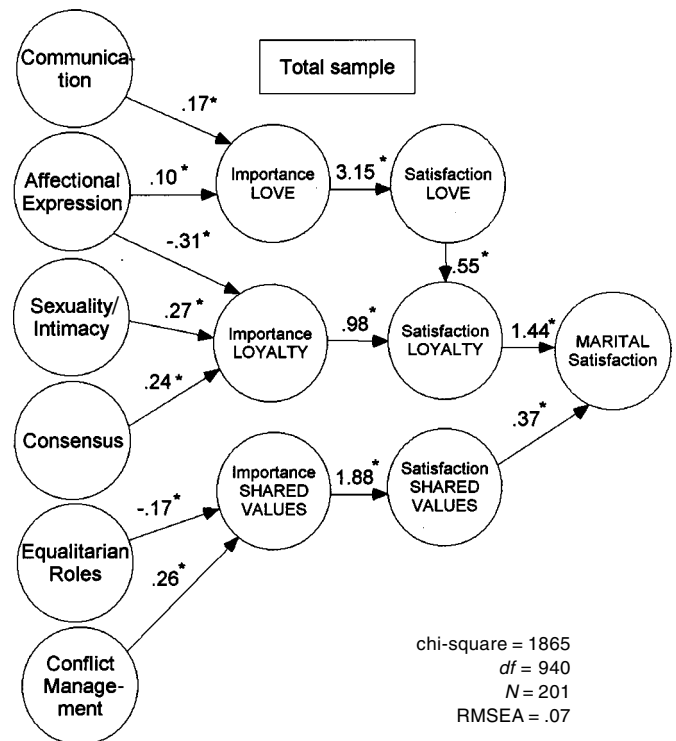 Communica-
tion
Total sample
.17*
Affectional
Expression
.10*
Importance
LOVE
3.15*
Satisfaction
LOVE
-.31*
.55*
Sexuality/
Intimacy
.27*
Importance
LOYALTY
.98*
Satisfaction
LOYALTY
1.44*
MARITAL
Satisfaction
.24*
Consensus
.37*
Importance
SHARED
VALUES
1.88*
Satisfaction
SHARED
VALUES
-.17*
Equalitarian
Roles
.26*
Conflict
Manage-
ment
chi-square = 1865
df = 940
N = 201
RMSEA = .07